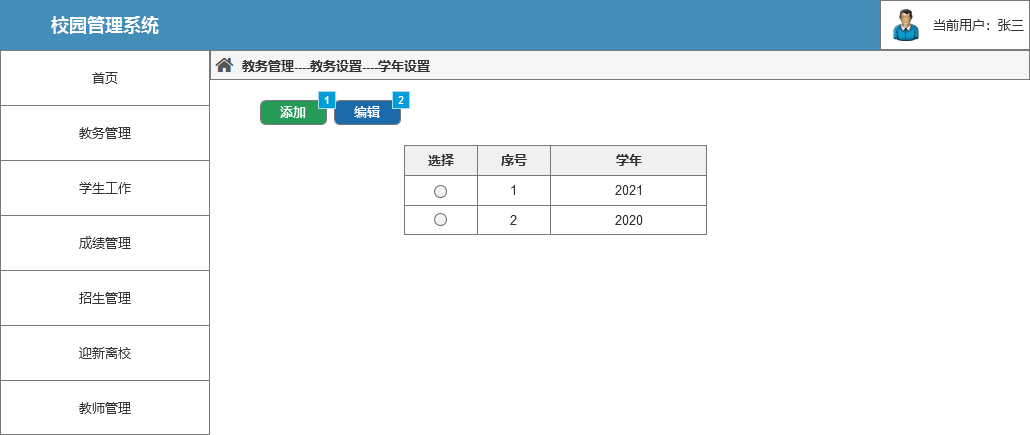 校园管理系统
当前用户：张三
首页
教务管理
学生工作
成绩管理
招生管理
迎新离校
教师管理
教务管理----教务设置----学年设置
添加 1 编辑 2
选择 序号 学年
1 2021
2 2020